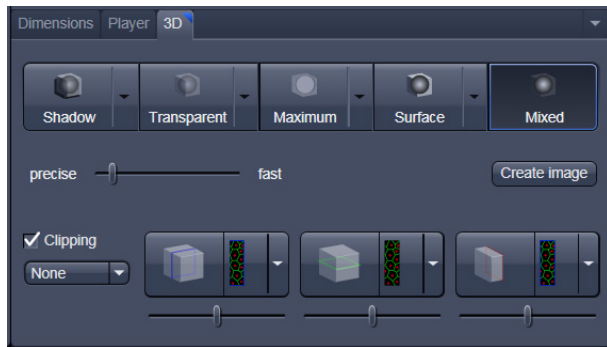 Dimensions Player 3D
Shadow Transparent Maximum Surface Mixed
precise fast Create image
Clipping
None